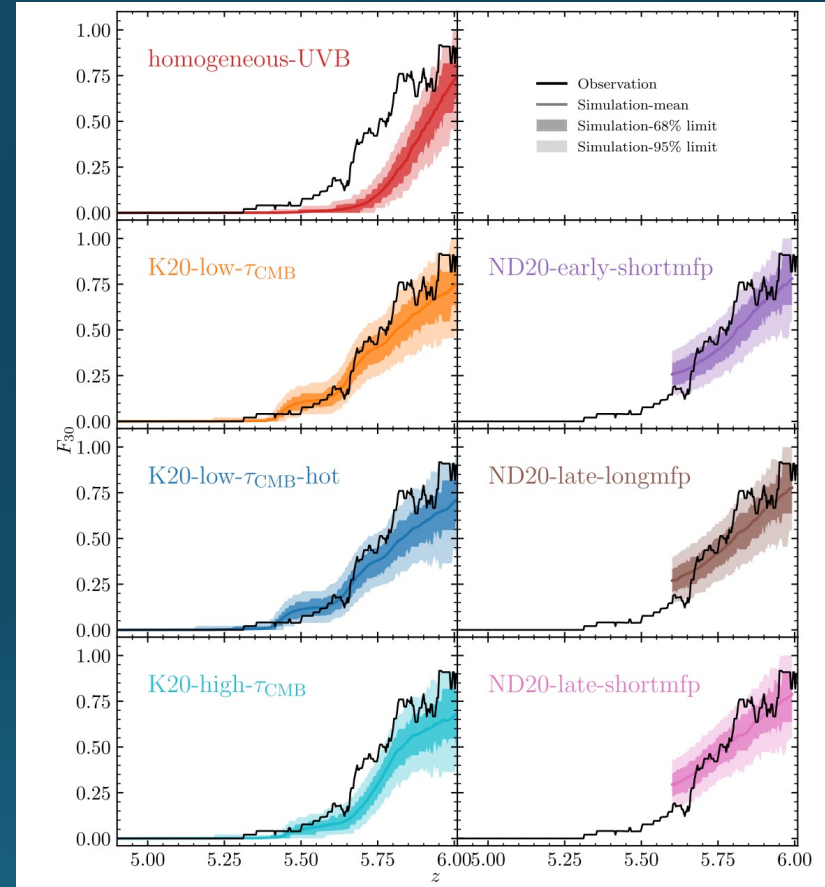 1.00
0.75
0.50
0.25
0.00
homogeneous-UVB
Observation
Simulation-mean
Simulation-68% limit
Simulation-95% limit
1.00
0.75
0.50
0.25
0.00
K20-low-τCMB
ND20-early-shortmfp
F30
1.00
0.75
0.50
0.25
0.00
K20-low-τCMB-hot
ND20-late-longmfp
1.00
0.75
0.50
0.25
0.00
K20-high-τCMB
ND20-late-shortmfp
5.00 5.25 5.50 5.75 6.00 5.00 5.25 5.50 5.75 6.00
z